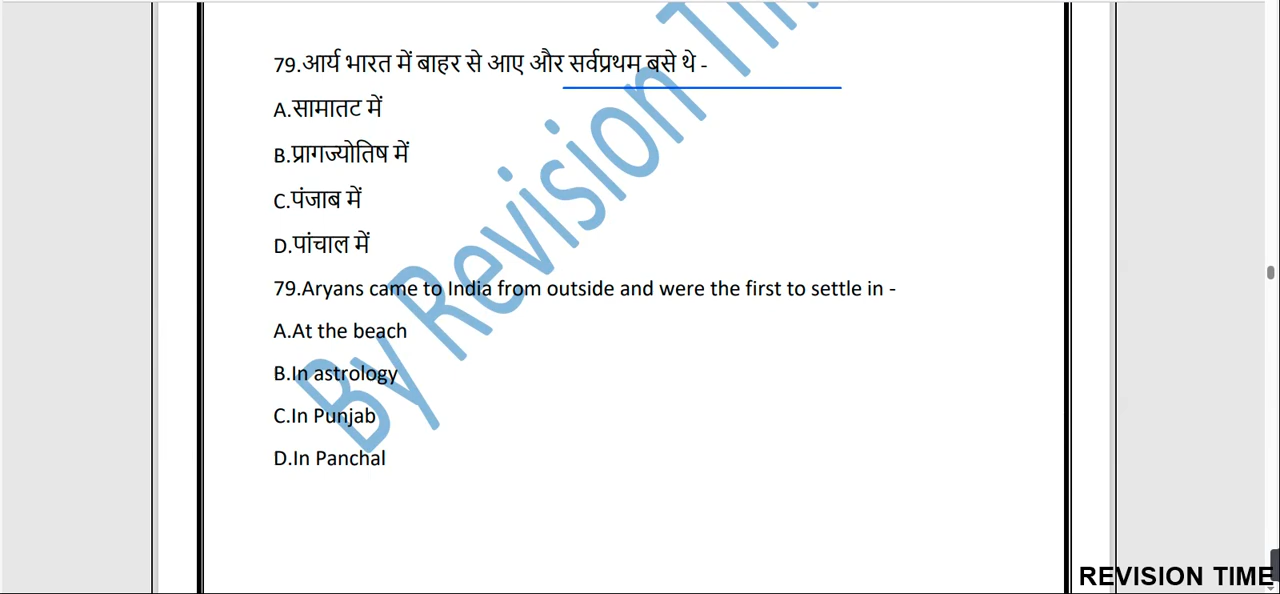 79.आर्य भारत में बाहर से आए और सर्वप्रथम बसे थे -
A.सामातट में
B.प्रागज्योतिष में
C.पंजाब में
D.पांचाल में
79.Aryans came to India from outside and were the first to settle in -
A.At the beach
B.In astrology
C.In Punjab
D.In Panchal
By Revision Tim
REVISION TIME